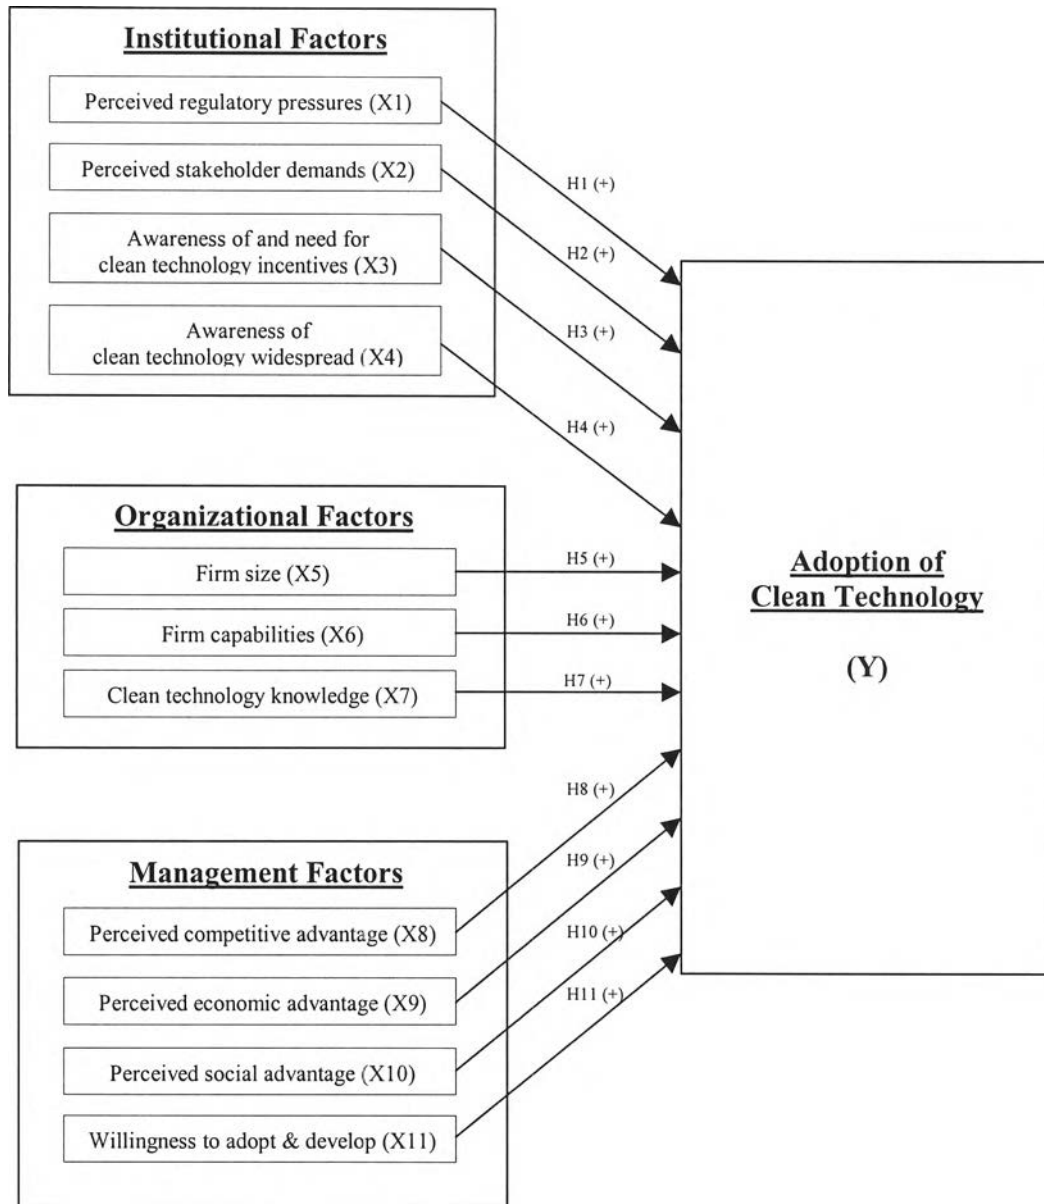 Institutional Factors
Perceived regulatory pressures (X1)
Perceived stakeholder demands (X2)
Awareness of and need for
clean technology incentives (X3)
Awareness of
clean technology widespread (X4)
H1 (+)
H2 (+)
H3 (+)
H4 (+)
Organizational Factors
Firm size (X5)
Firm capabilities (X6)
Clean technology knowledge (X7)
H5 (+)
H6 (+)
H7 (+)
Management Factors
Perceived competitive advantage (X8)
Perceived economic advantage (X9)
Perceived social advantage (X10)
Willingness to adopt & develop (X11)
H8 (+)
H9 (+)
H10 (+)
H11 (+)
Adoption of
Clean Technology
(Y)